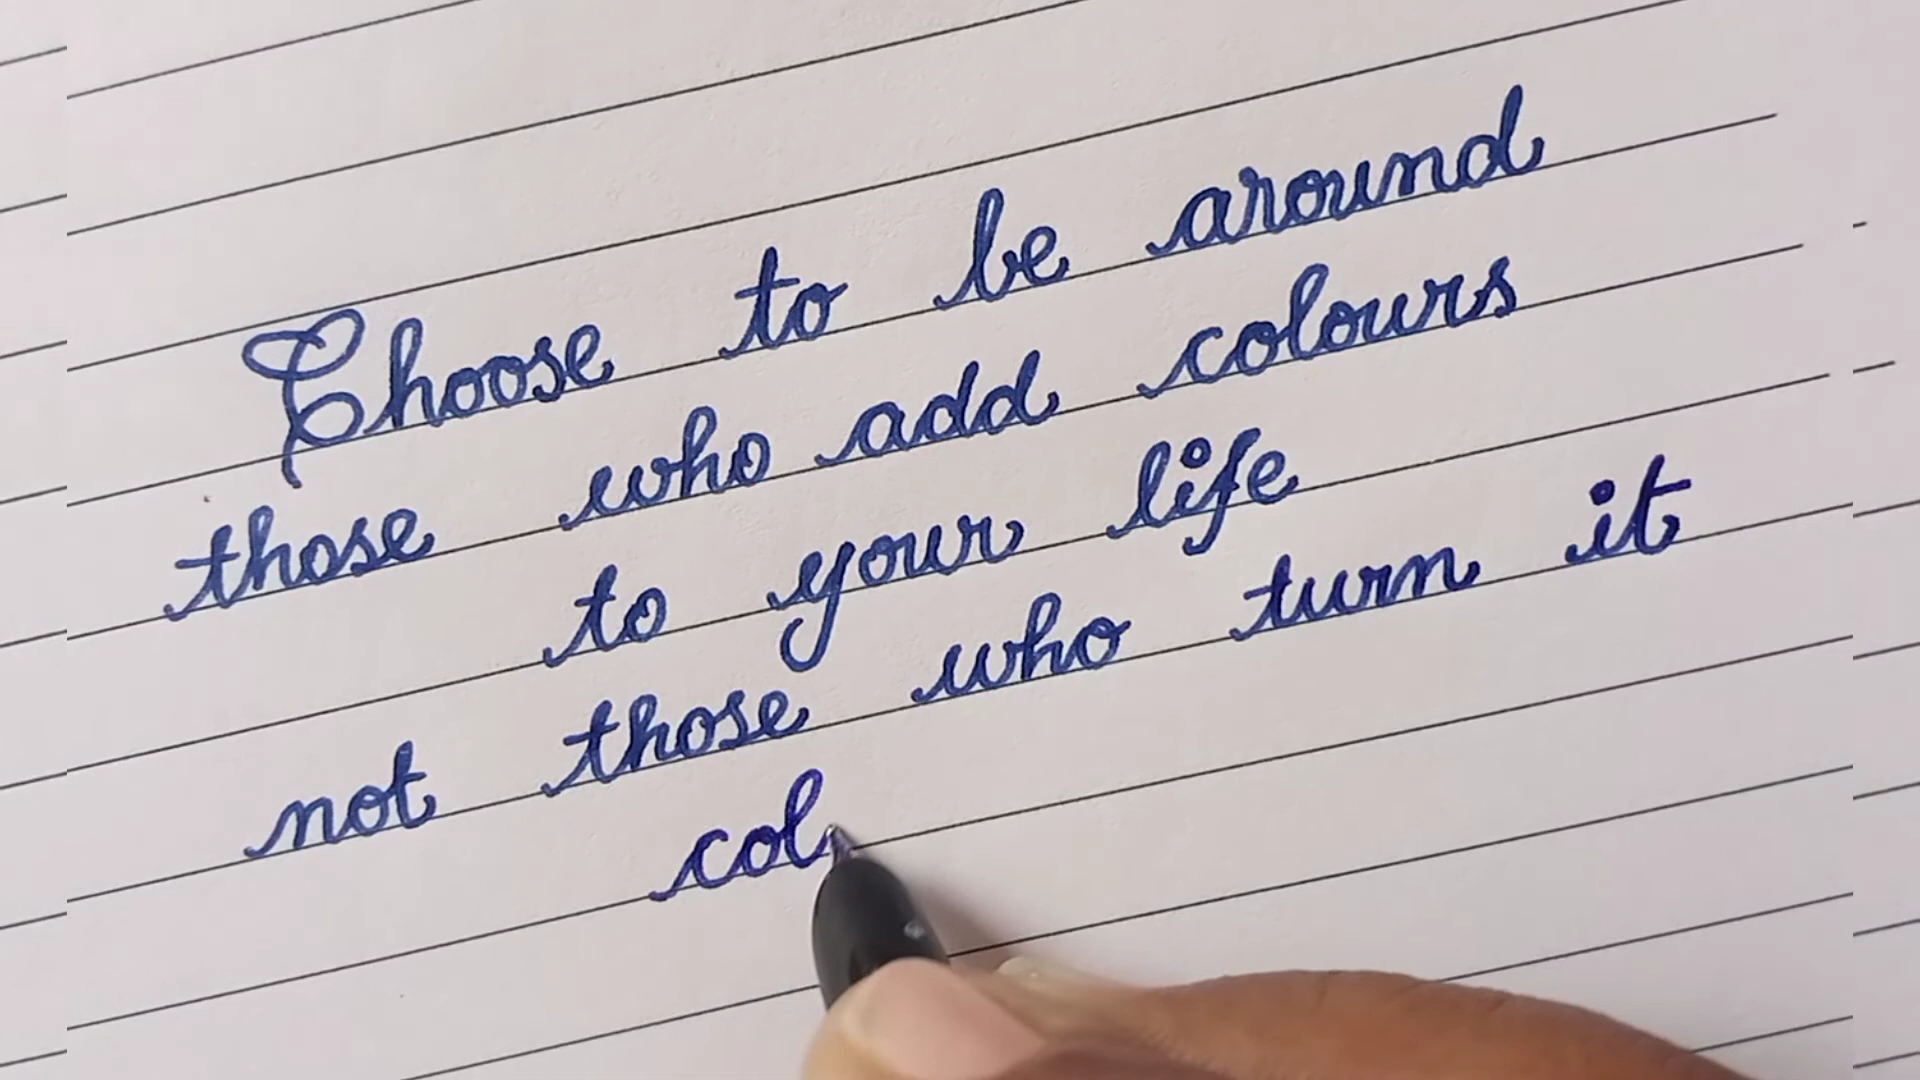 Choose to be around
those who add colours
to your life
not those who turn it
col